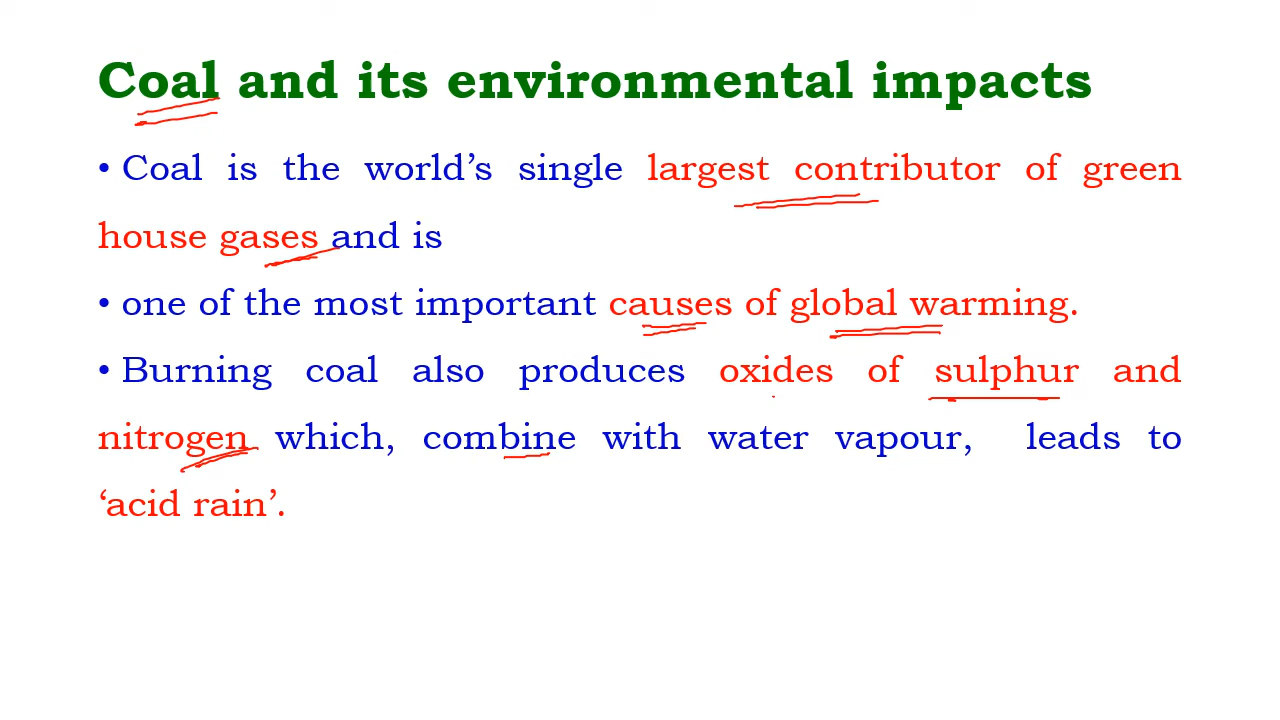 Coal and its environmental impacts
• Coal is the world's single largest contributor of green
house gases and is
• one of the most important causes of global warming.
• Burning coal also produces oxides of sulphur and
nitrogen which, combine with water vapour, leads to
‘acid rain’.